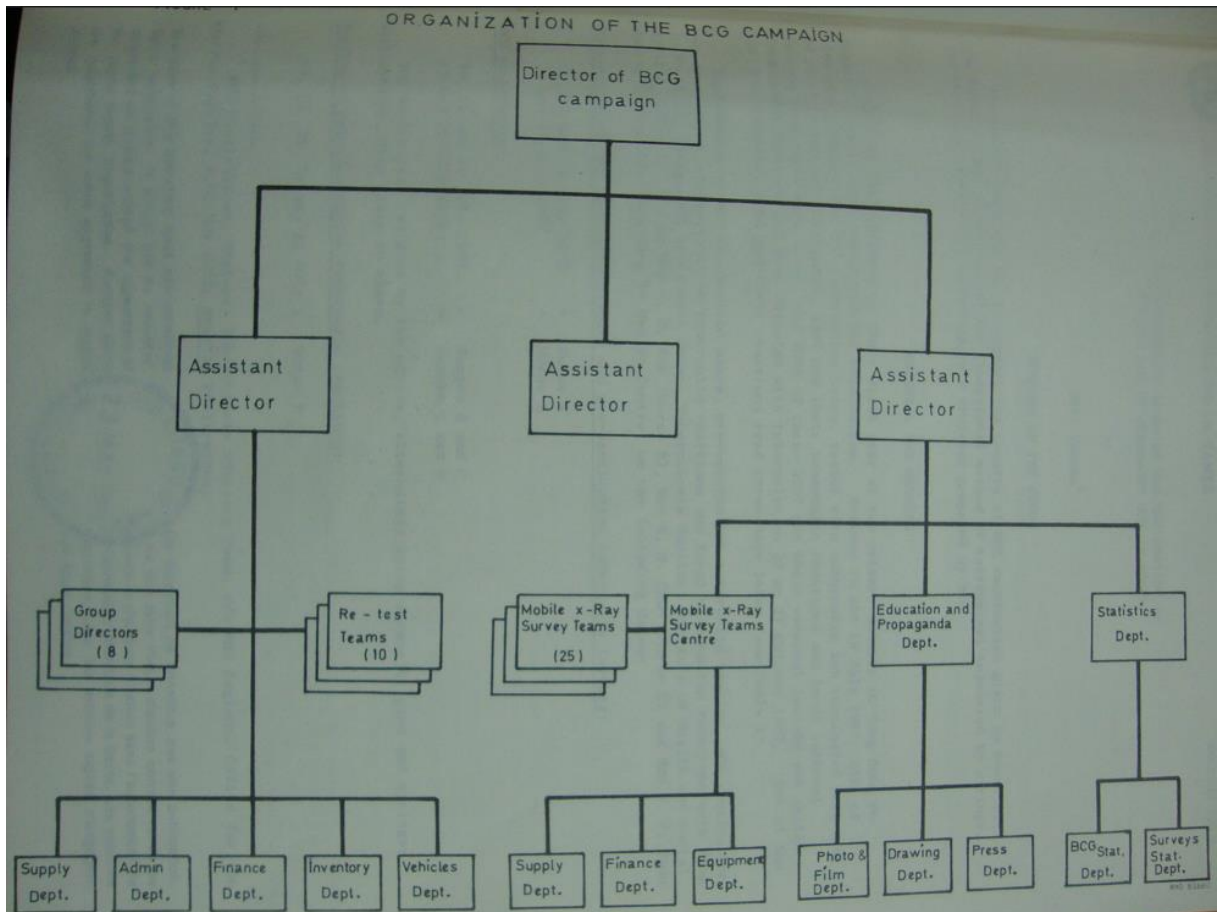 ORGANIZATION OF THE BCG CAMPAIGN
Director of BCG
campaign
Assistant
Director
Assistant
Director
Assistant
Director
Group
Directors
(8)
Re-test
Teams
(10)
Mobile x-Ray
Survey Teams
(25)
Mobile x-Ray
Survey Teams
Centre
Education and
Propaganda
Dept.
Statistics
Dept.
Supply
Dept.
Admin
Dept.
Finance
Dept.
Inventory
Dept.
Vehicles
Dept.
Supply
Dept.
Finance
Dept.
Equipment
Dept.
Photo &
Film
Dept.
Drawing
Dept.
Press
Dept.
BCG Stat.
Dept.
Surveys
Stat.
Dept.